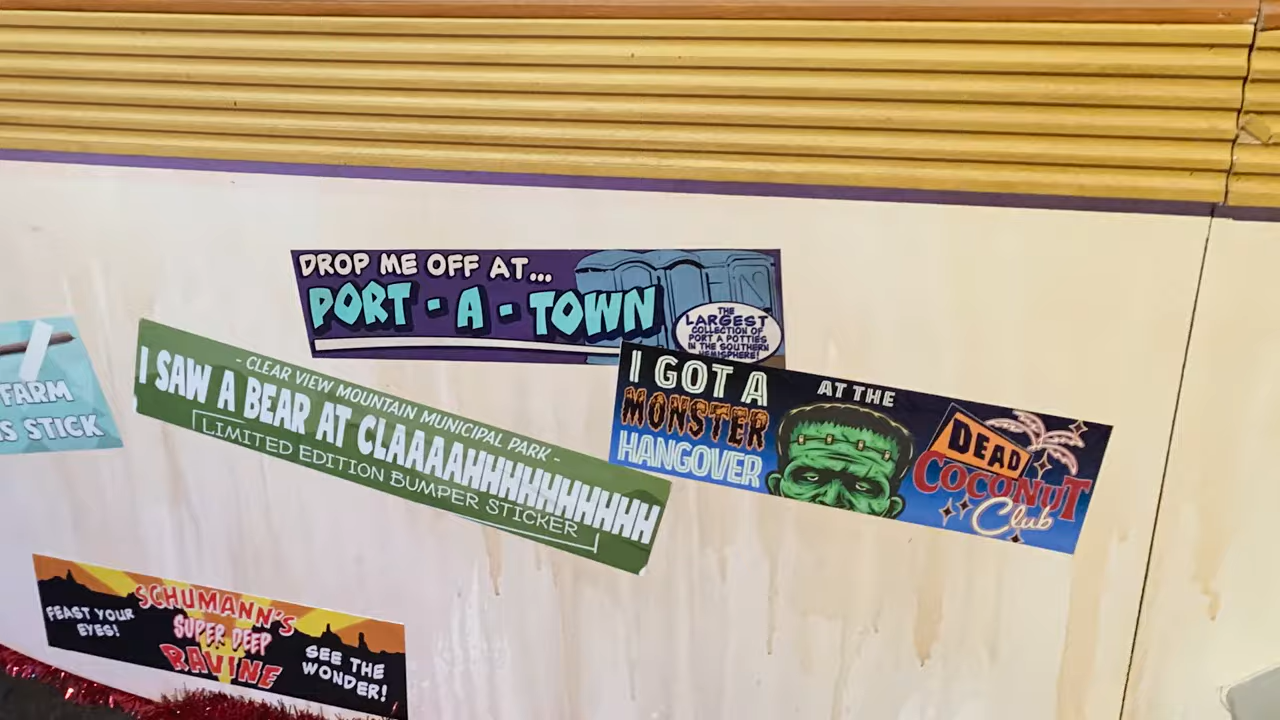 DROP ME OFF AT...
PORT-A-TOWN
THE
LARGEST
COLLECTION OF
PORT A POTTIES
IN THE SOUTHERN
HEMISPHERE!
FARM
STICK
- CLEAR VIEW MOUNTAIN MUNICIPAL PARK -
I SAW A BEAR AT CLAAAAHHHHHHHHHH
LIMITED EDITION BUMPER STICKER
I GOT A
MONSTER
HANGOVER
AT THE
DEAD
COCONUT
Club
FEAST YOUR
EYES!
SCHUMANN'S
SUPER DEEP
RAVINE
SEE THE
WONDER!